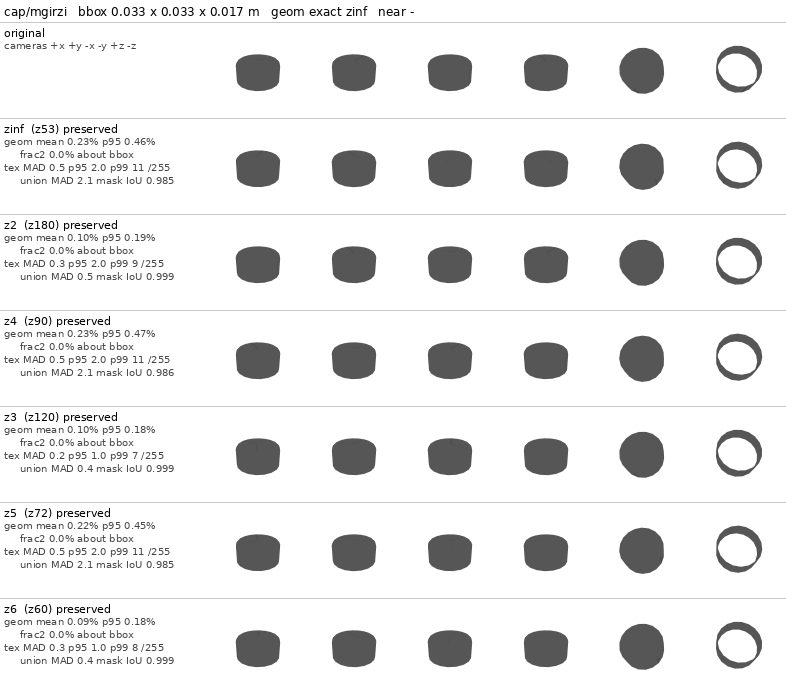 cap/mgirzi   bbox 0.033 x 0.033 x 0.017 m   geom exact zinf   near -
original
cameras +x +y -x -y +z -z
zinf  (z53) preserved
geom mean 0.23% p95 0.46%
frac2 0.0% about bbox
tex MAD 0.5 p95 2.0 p99 11 /255
union MAD 2.1 mask IoU 0.985
z2  (z180) preserved
geom mean 0.10% p95 0.19%
frac2 0.0% about bbox
tex MAD 0.3 p95 2.0 p99 9 /255
union MAD 0.5 mask IoU 0.999
z4  (z90) preserved
geom mean 0.23% p95 0.47%
frac2 0.0% about bbox
tex MAD 0.5 p95 2.0 p99 11 /255
union MAD 2.1 mask IoU 0.986
z3  (z120) preserved
geom mean 0.10% p95 0.18%
frac2 0.0% about bbox
tex MAD 0.2 p95 1.0 p99 7 /255
union MAD 0.4 mask IoU 0.999
z5  (z72) preserved
geom mean 0.22% p95 0.45%
frac2 0.0% about bbox
tex MAD 0.5 p95 2.0 p99 11 /255
union MAD 2.1 mask IoU 0.985
z6  (z60) preserved
geom mean 0.09% p95 0.18%
frac2 0.0% about bbox
tex MAD 0.3 p95 1.0 p99 8 /255
union MAD 0.4 mask IoU 0.999